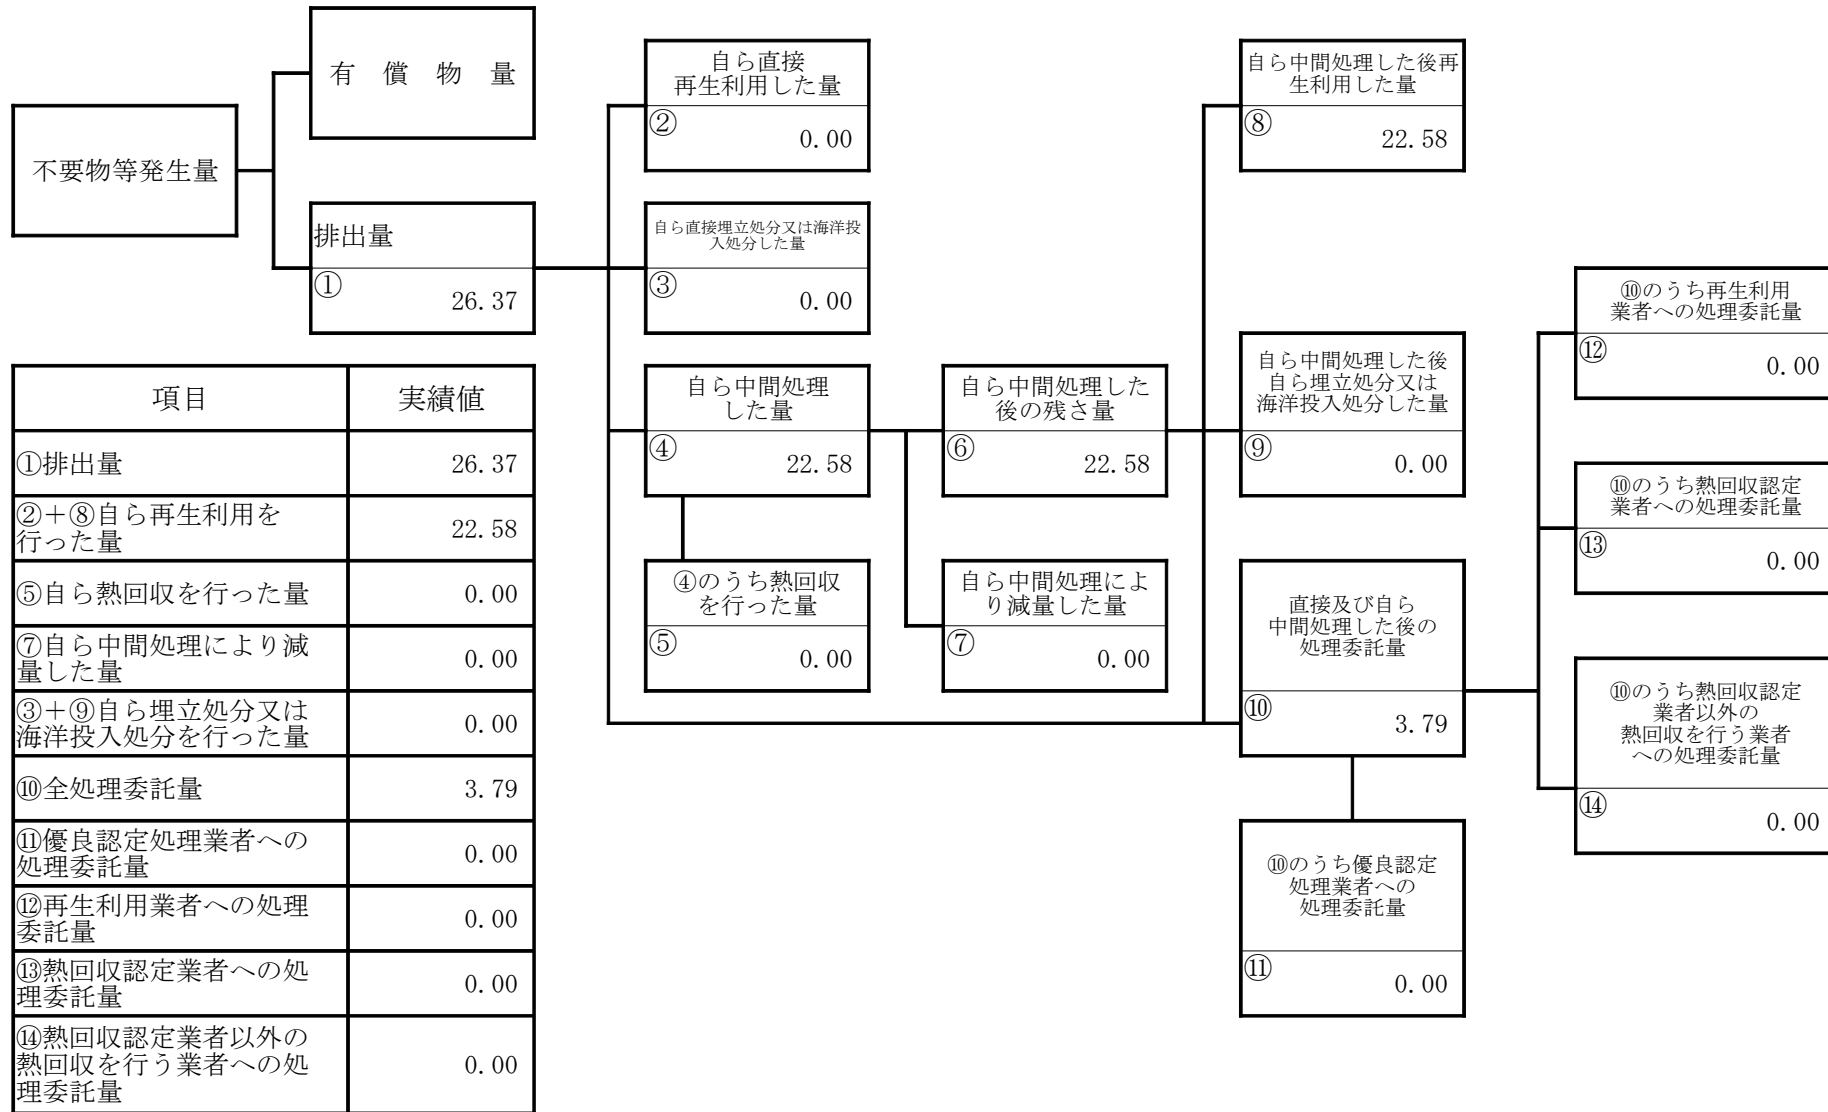 有　償　物　量
不要物等発生量
排出量
①
26.37
自ら直接
再生利用した量
②
0.00
自ら直接埋立処分又は海洋投
入処分した量
③
0.00
自ら中間処理
した量
④
22.58
④のうち熱回収
を行った量
⑤
0.00
自ら中間処理した
後の残さ量
⑥
22.58
自ら中間処理によ
り減量した量
⑦
0.00
自ら中間処理した後再
生利用した量
⑧
22.58
自ら中間処理した後
自ら埋立処分又は
海洋投入処分した量
⑨
0.00
直接及び自ら
中間処理した後の
処理委託量
⑩
3.79
⑩のうち優良認定
処理業者への
処理委託量
⑪
0.00
⑩のうち再生利用
業者への処理委託量
⑫
0.00
⑩のうち熱回収認定
業者への処理委託量
⑬
0.00
⑩のうち熱回収認定
業者以外の
熱回収を行う業者
への処理委託量
⑭
0.00
項目 実績値
①排出量 26.37
②＋⑧自ら再生利用を
行った量 22.58
⑤自ら熱回収を行った量 0.00
⑦自ら中間処理により減
量した量 0.00
③＋⑨自ら埋立処分又は
海洋投入処分を行った量 0.00
⑩全処理委託量 3.79
⑪優良認定処理業者への
処理委託量 0.00
⑫再生利用業者への処理
委託量 0.00
⑬熱回収認定業者への処
理委託量 0.00
⑭熱回収認定業者以外の
熱回収を行う業者への処
理委託量 0.00